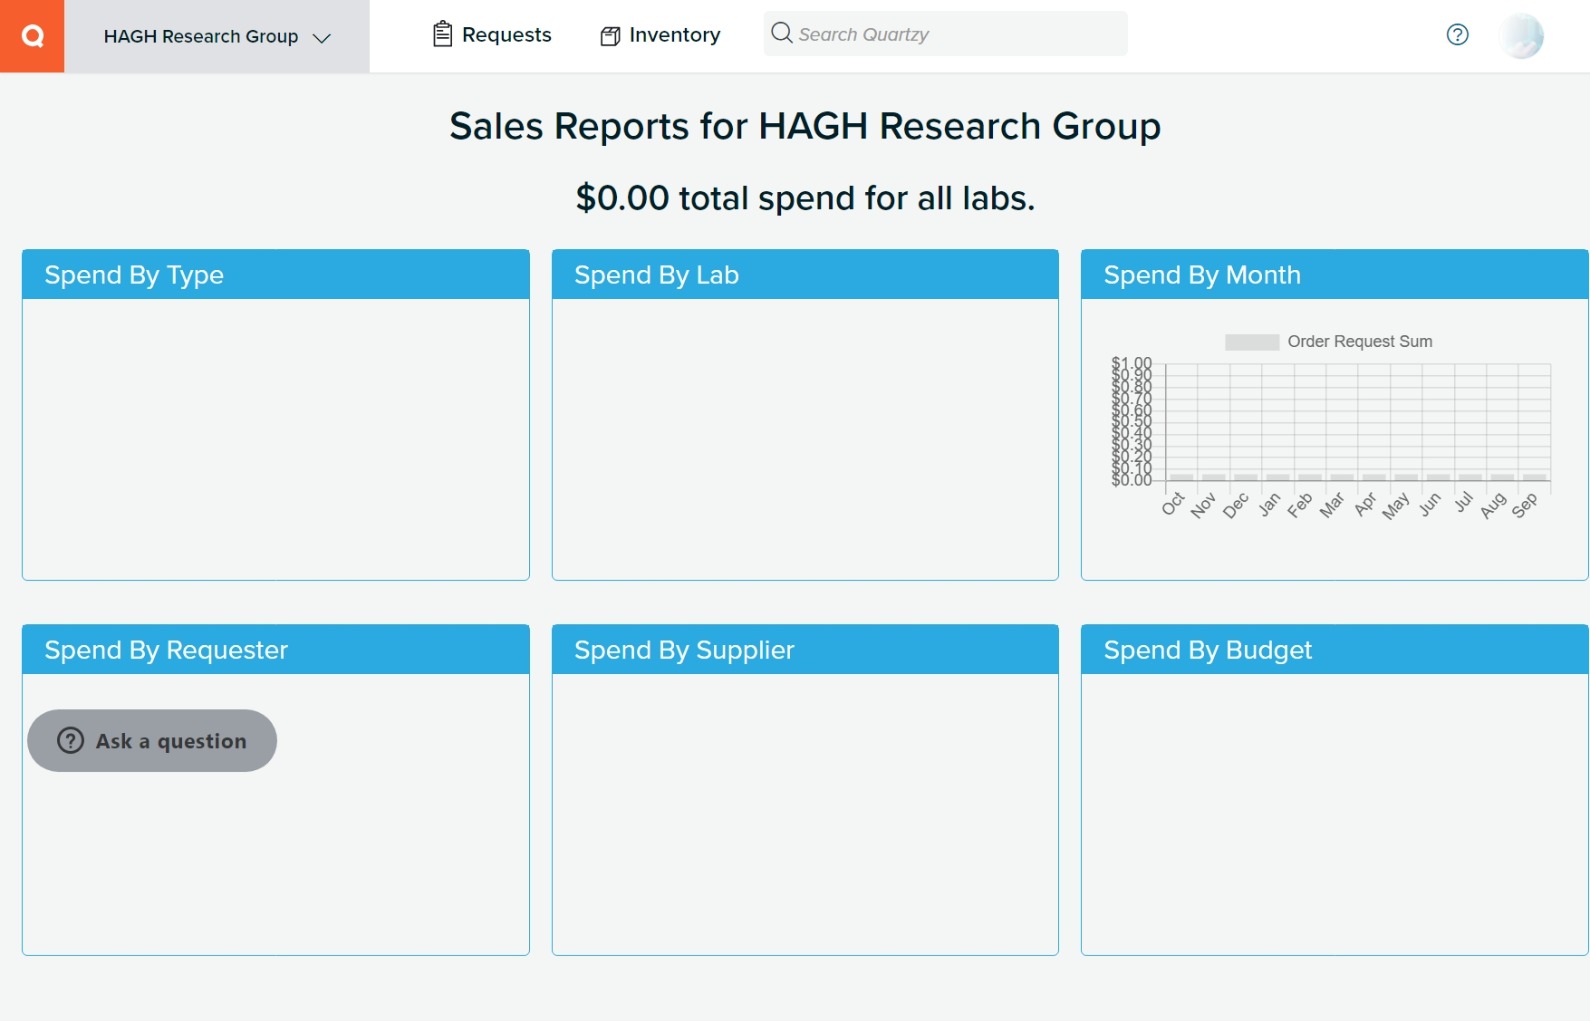 HAGH Research Group
Requests
Inventory
Search Quartzy
Sales Reports for HAGH Research Group
$0.00 total spend for all labs.
Spend By Type
Spend By Lab
Spend By Month
Order Request Sum
$1.00
$0.90
$0.80
$0.70
$0.60
$0.50
$0.40
$0.30
$0.20
$0.10
$0.00
Oct Nov Dec Jan Feb Mar Apr May Jun Jul Aug Sep
Spend By Requester
Spend By Supplier
Spend By Budget
? Ask a question